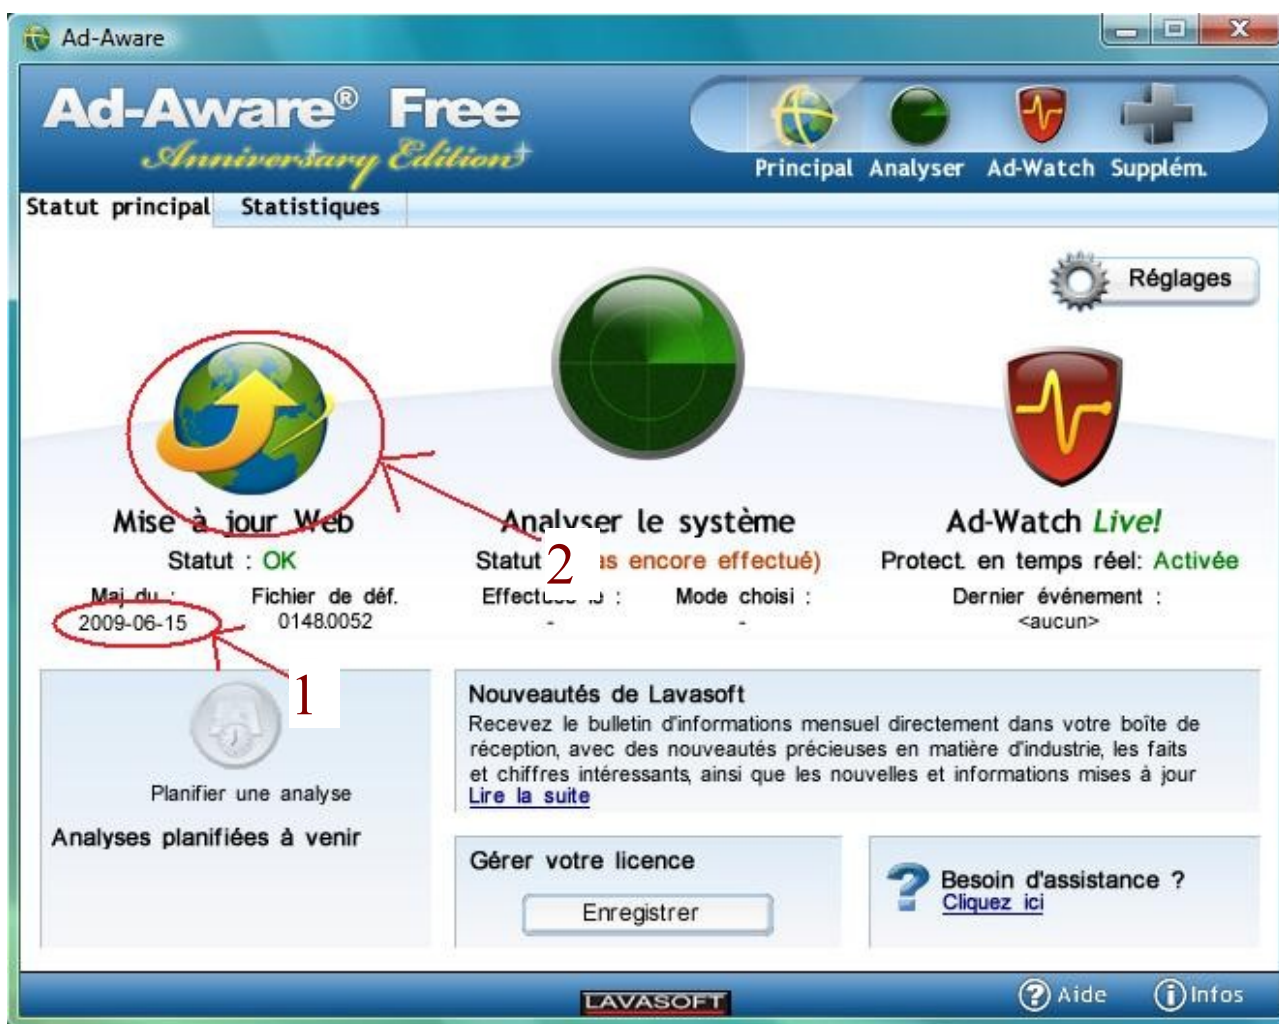 Ad-Aware
Ad-Aware® Free
Anniversary Edition
Principal Analyser Ad-Watch Supplém.
Statut principal Statistiques
Réglages
Mise à jour Web
Statut : OK
Maj du : Fichier de déf.
2009-06-15 0148.0052
1
Analyser le système
Statut as encore effectué)
2
Effectuée le : Mode choisi :
- -
Ad-Watch Live!
Protect. en temps réel: Activée
Dernier événement :
<aucun>
Planifier une analyse
Analyses planifiées à venir
Nouveautés de Lavasoft
Recevez le bulletin d'informations mensuel directement dans votre boîte de
réception, avec des nouveautés précieuses en matière d'industrie, les faits
et chiffres intéressants, ainsi que les nouvelles et informations mises à jour
Lire la suite
Gérer votre licence
Enregistrer
Besoin d'assistance ?
Cliquez ici
LAVASOFT
Aide Infos